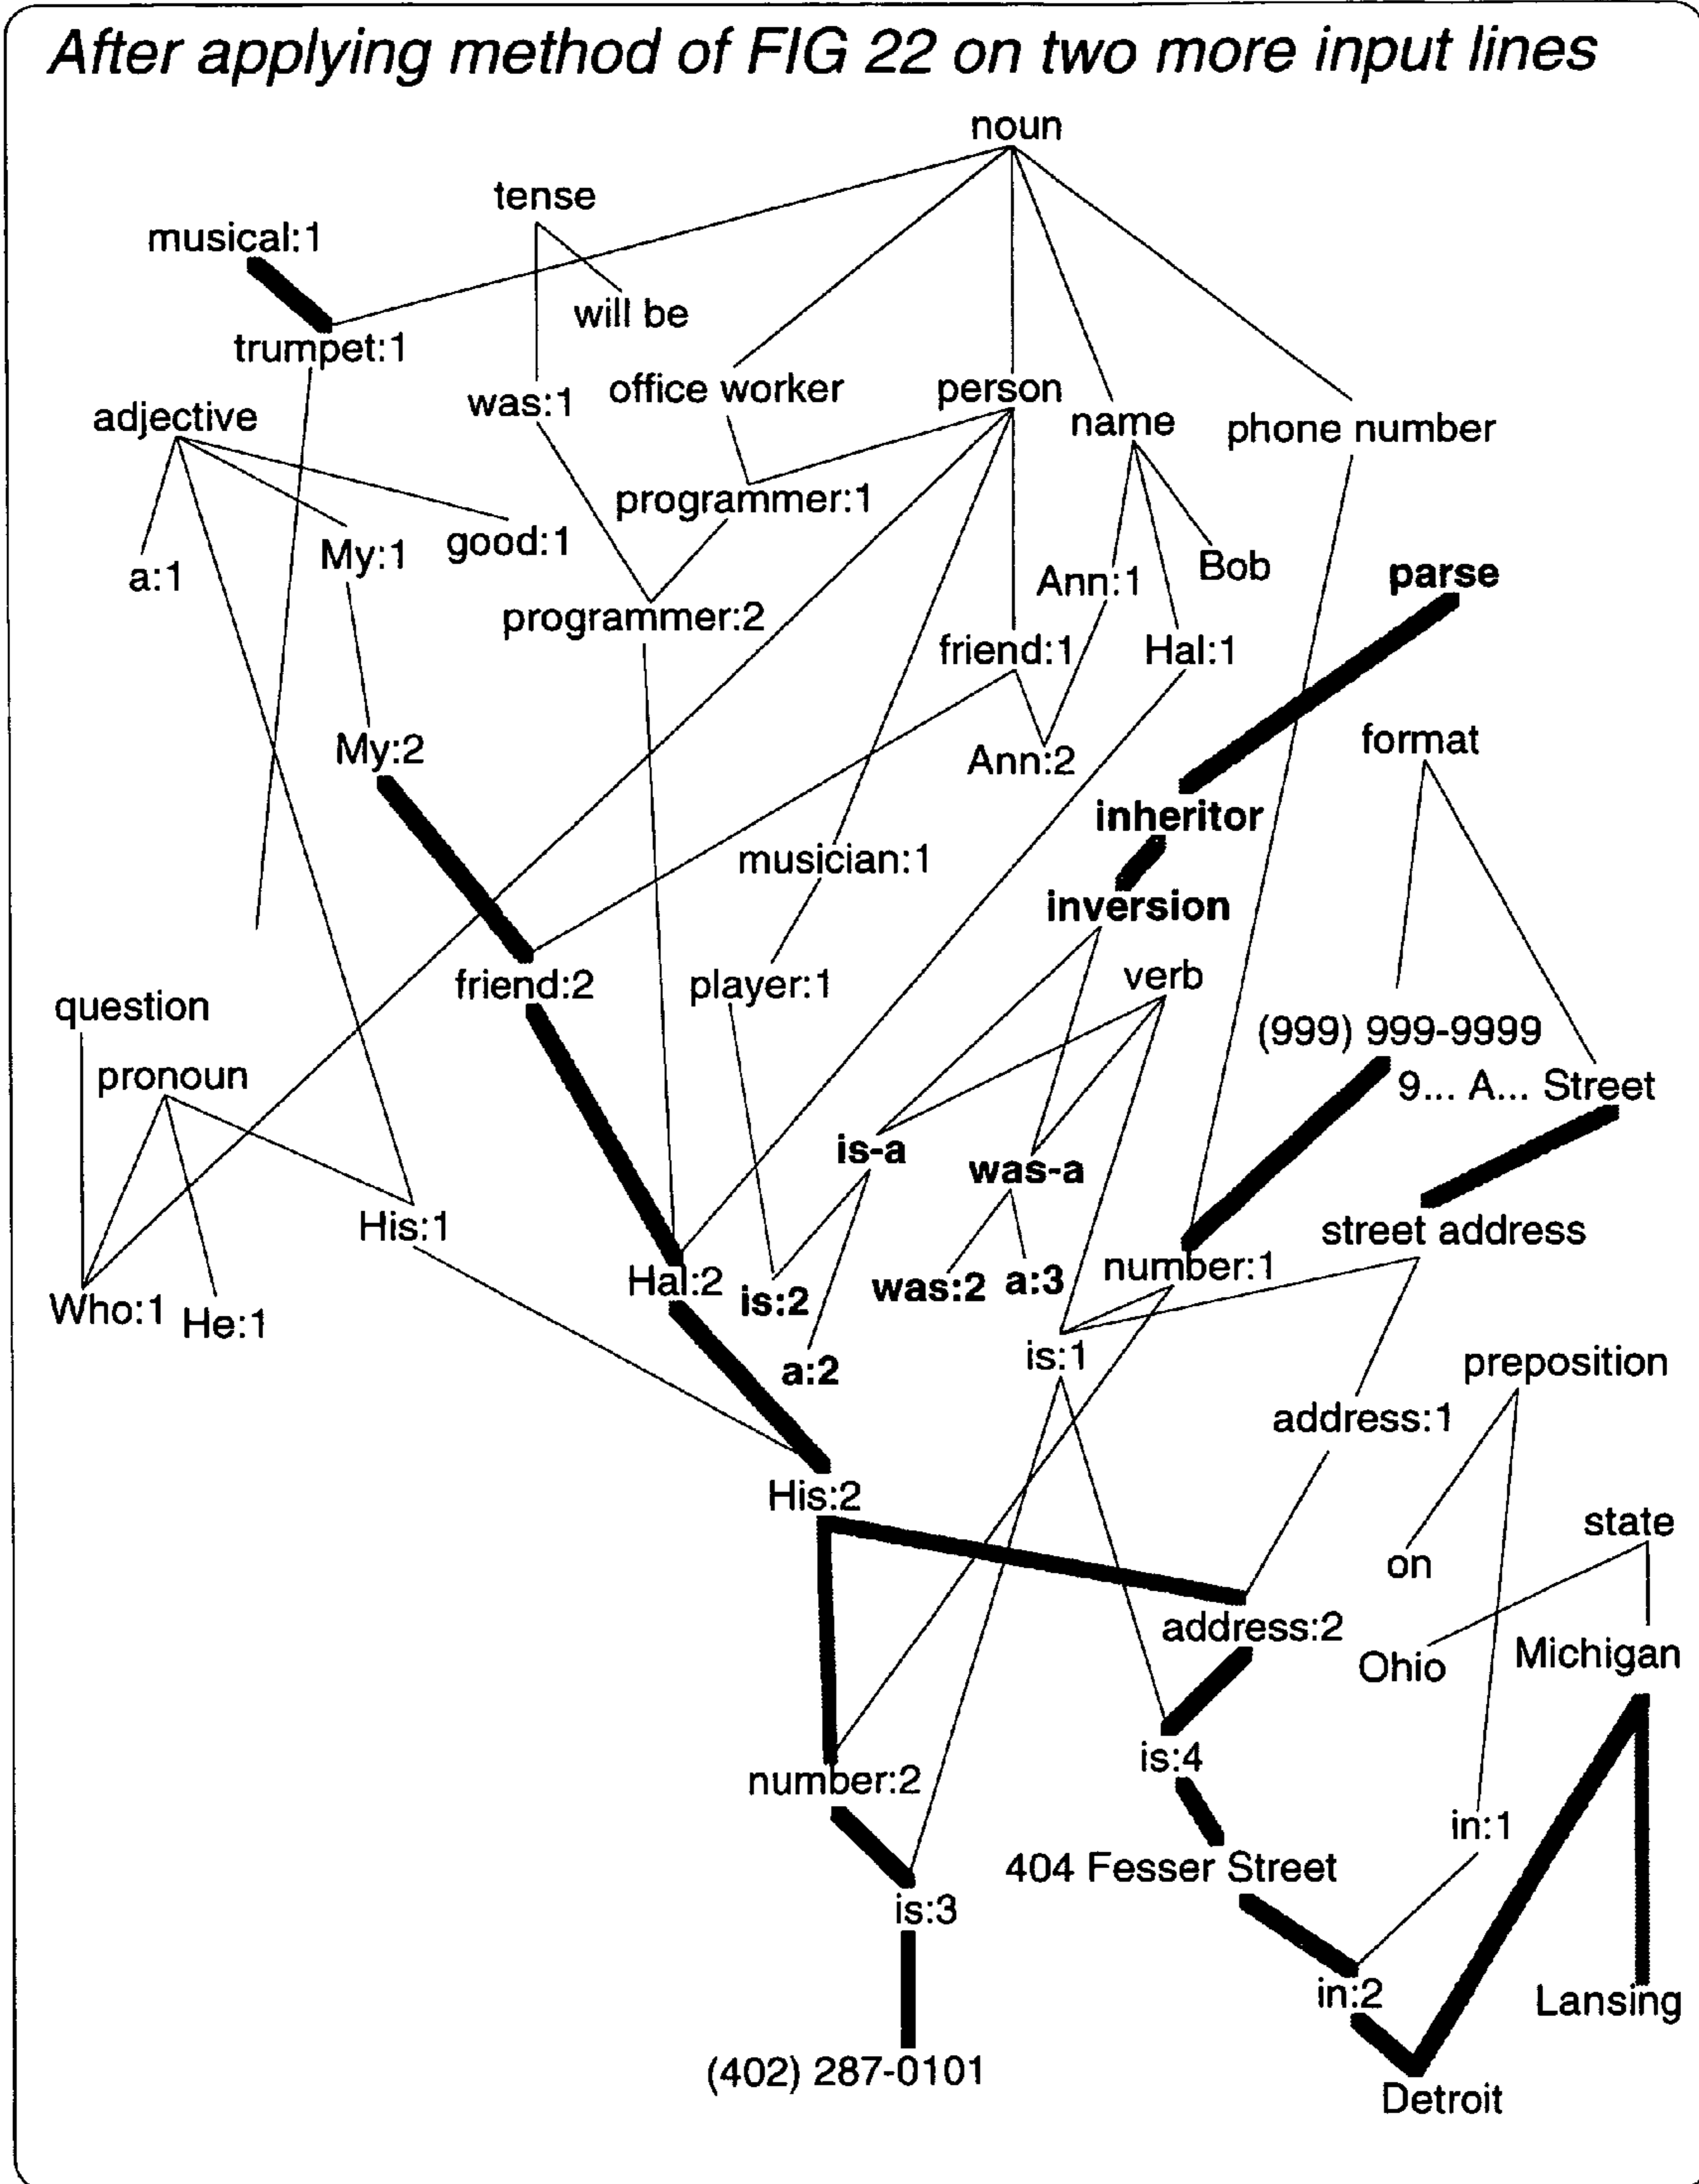 After applying method of FIG 22 on two more input lines
noun
tense
musical:1
will be
trumpet:1
office worker
person
was:1
adjective
name
phone number
programmer:1
good:1
My:1
a:1
Bob
Ann:1
parse
programmer:2
friend:1
Hal:1
format
My:2
Ann:2
inheritor
musician:1
inversion
verb
friend:2
player:1
question
(999) 999-9999
pronoun
9... A... Street
is-a
was-a
His:1
street address
number:1
Hal:2
is:2
was:2
a:3
Who:1
He:1
is:1
preposition
a:2
address:1
His:2
state
on
address:2
Ohio
Michigan
is:4
number:2
in:1
404 Fesser Street
is:3
in:2
Lansing
(402) 287-0101
Detroit